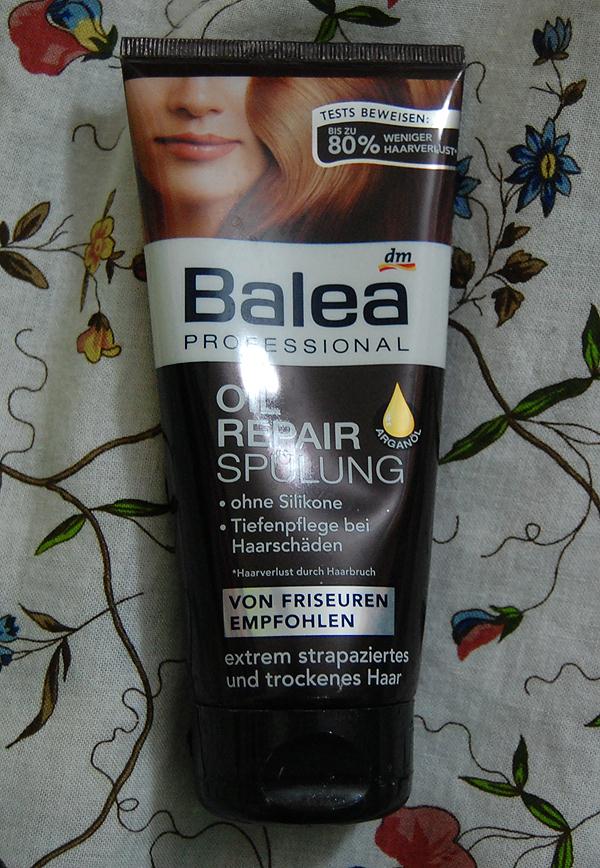 TESTS BEWEISEN:
BIS ZU
80% WENIGER
HAARVERLUST*
dm
Balea
PROFESSIONAL
OIL
REPAIR
SPÜLUNG
ARGANÖL
• ohne Silikone
• Tiefenpflege bei
Haarschäden
*Haarverlust durch Haarbruch
VON FRISEUREN
EMPFOHLEN
extrem strapaziertes
und trockenes Haar